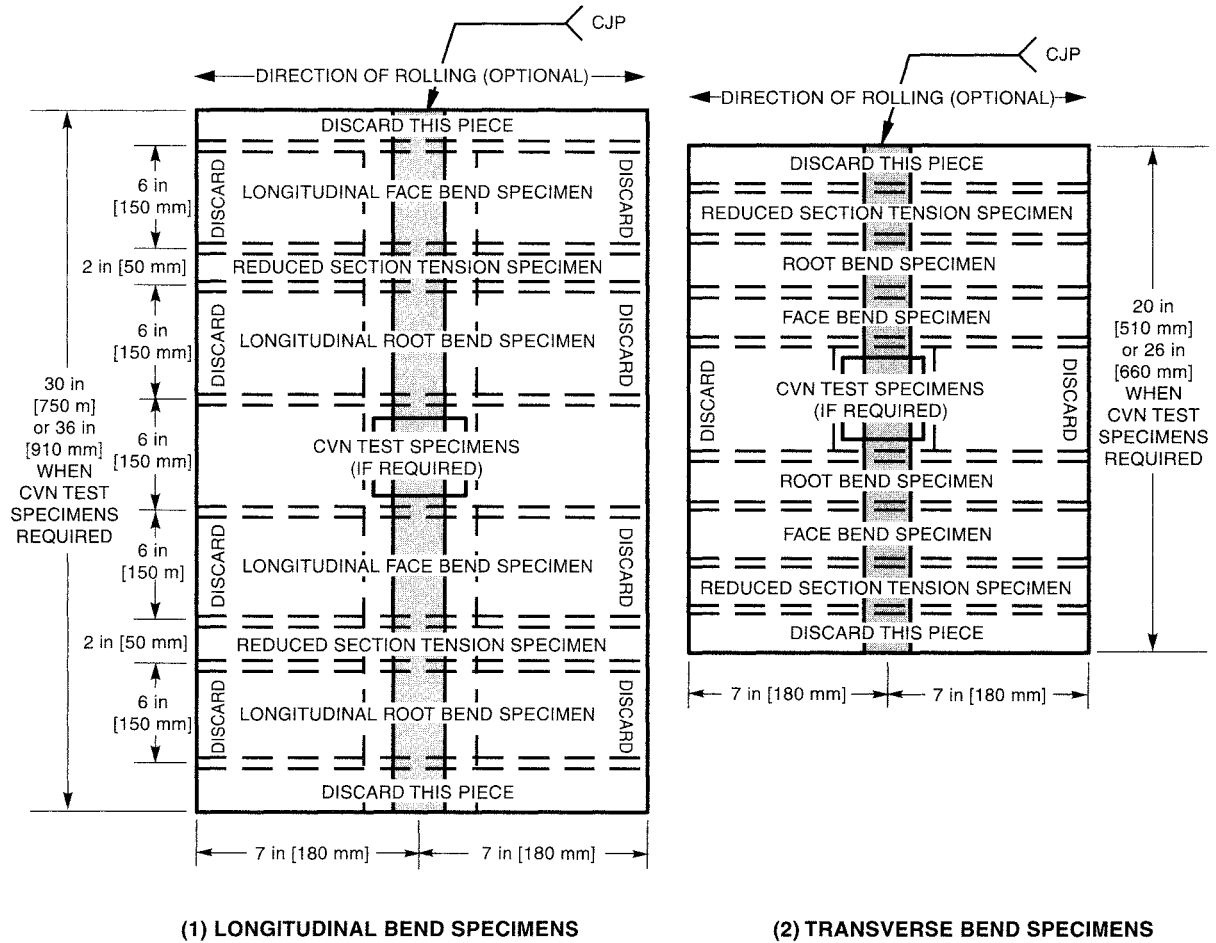 CJP
DIRECTION OF ROLLING (OPTIONAL)
DISCARD THIS PIECE
6 in
[150 mm]
DISCARD
LONGITUDINAL FACE BEND SPECIMEN
DISCARD
2 in [50 mm]
REDUCED SECTION TENSION SPECIMEN
6 in
[150 mm]
DISCARD
LONGITUDINAL ROOT BEND SPECIMEN
DISCARD
30 in
[750 m]
or 36 in
[910 mm]
WHEN
CVN TEST
SPECIMENS
REQUIRED
6 in
[150 mm]
CVN TEST SPECIMENS
(IF REQUIRED)
6 in
[150 m]
DISCARD
LONGITUDINAL FACE BEND SPECIMEN
DISCARD
2 in [50 mm]
REDUCED SECTION TENSION SPECIMEN
6 in
[150 mm]
DISCARD
LONGITUDINAL ROOT BEND SPECIMEN
DISCARD
DISCARD THIS PIECE
7 in [180 mm]
7 in [180 mm]
(1) LONGITUDINAL BEND SPECIMENS
CJP
DIRECTION OF ROLLING (OPTIONAL)
DISCARD THIS PIECE
REDUCED SECTION TENSION SPECIMEN
ROOT BEND SPECIMEN
FACE BEND SPECIMEN
DISCARD
CVN TEST SPECIMENS
(IF REQUIRED)
DISCARD
20 in
[510 mm]
or 26 in
[660 mm]
WHEN
CVN TEST
SPECIMENS
REQUIRED
ROOT BEND SPECIMEN
FACE BEND SPECIMEN
REDUCED SECTION TENSION SPECIMEN
DISCARD THIS PIECE
7 in [180 mm]
7 in [180 mm]
(2) TRANSVERSE BEND SPECIMENS